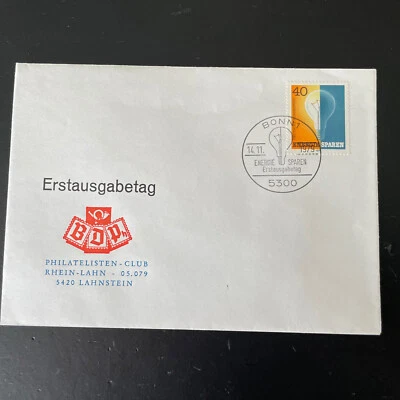 40
ENERGIE SPAREN
BONN 1
14.11. 1979
ENERGIE SPAREN
Erstausgabetag
5300
Erstausgabetag
BDPh
PHILATELISTEN-CLUB
RHEIN-LAHN · 05.079
5420 LAHNSTEIN